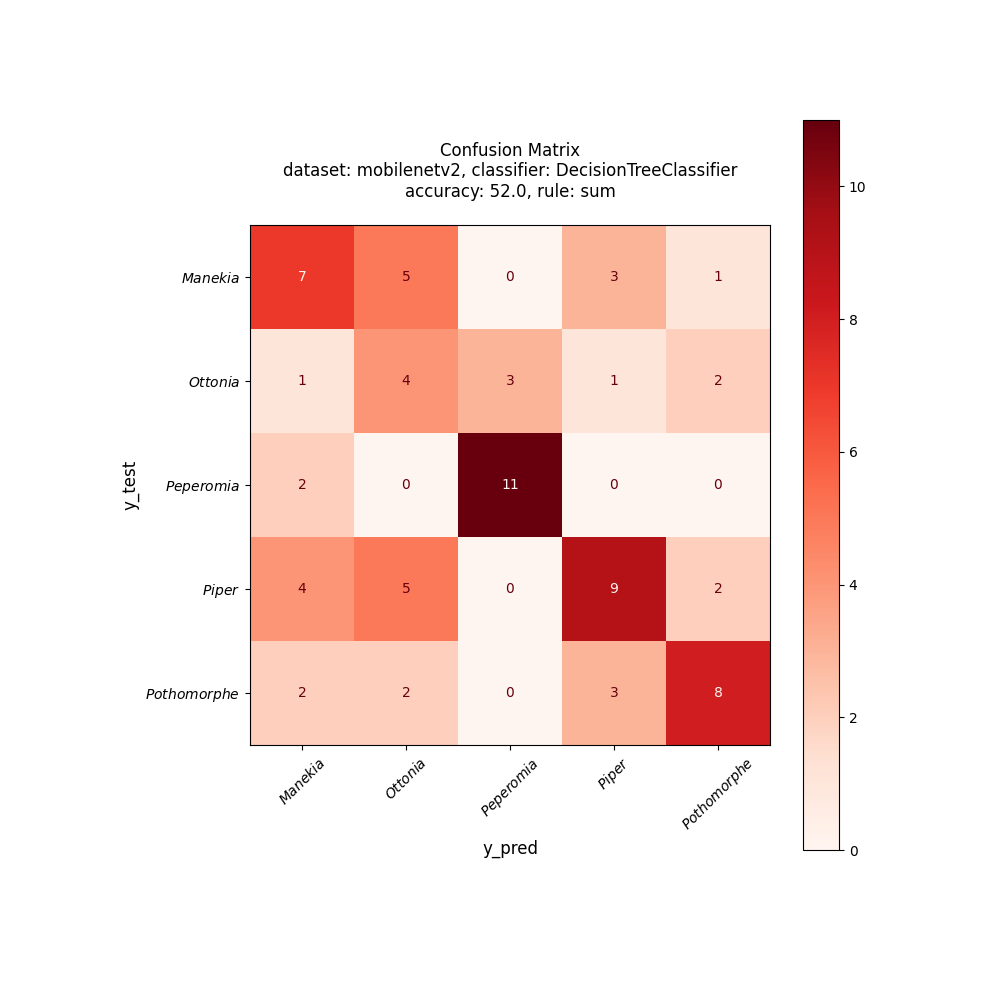 Confusion Matrix
dataset: mobilenetv2, classifier: DecisionTreeClassifier
accuracy: 52.0, rule: sum
Manekia 7 5 0 3 1
Ottonia 1 4 3 1 2
Peperomia 2 0 11 0 0
Piper 4 5 0 9 2
Pothomorphe 2 2 0 3 8
Manekia Ottonia Peperomia Piper Pothomorphe
y_test
y_pred
10
8
6
4
2
0